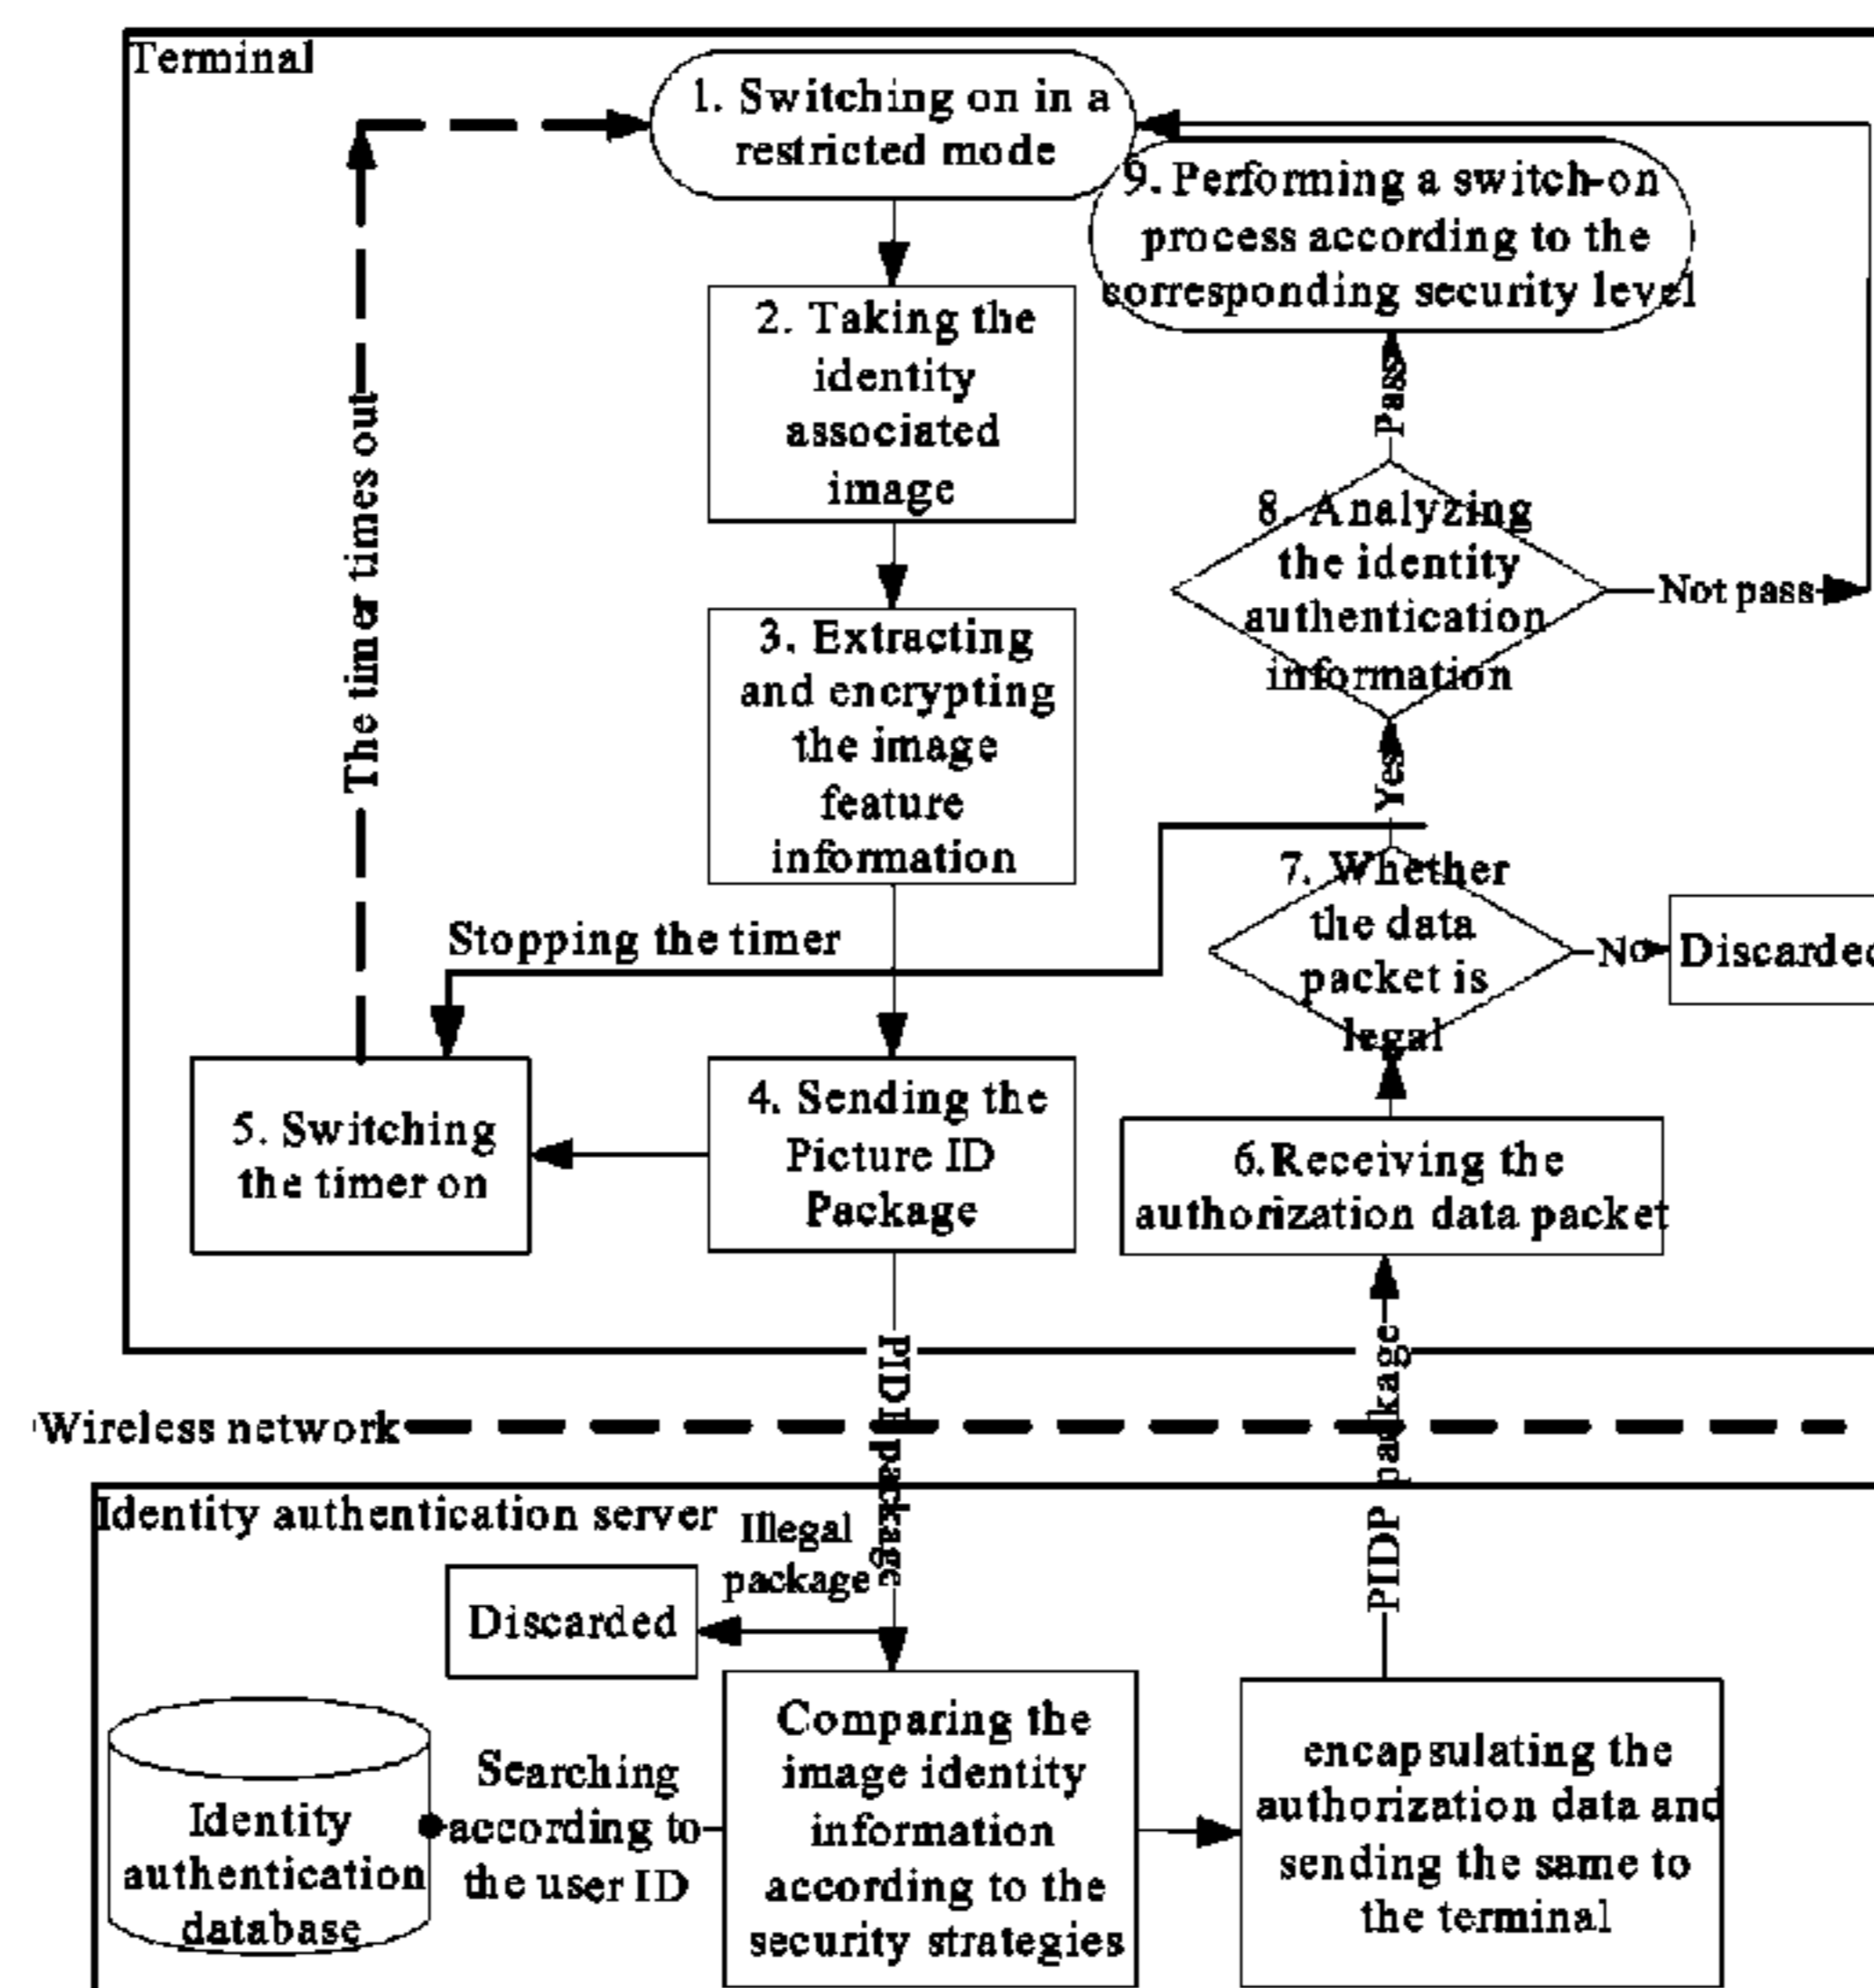 Terminal
1. Switching on in a
restricted mode
9. Performing a switch-on
process according to the
corresponding security level
2. Taking the
identity
associated
image
Pass
The timer times out
8. Analyzing
the identity
authentication
information
Not pass
3. Extracting
and encrypting
the image
feature
information
Yes
7. Whether
the data
packet is
legal
No
Discarded
Stopping the timer
5. Switching
the timer on
4. Sending the
Picture ID
Package
6.Receiving the
authorization data packet
PIDP package
PIDP package
Wireless network
Identity authentication server
Illegal
package
Discarded
Identity
authentication
database
Searching
according to
the user ID
Comparing the
image identity
information
according to the
security strategies
encapsulating the
authorization data and
sending the same to
the terminal